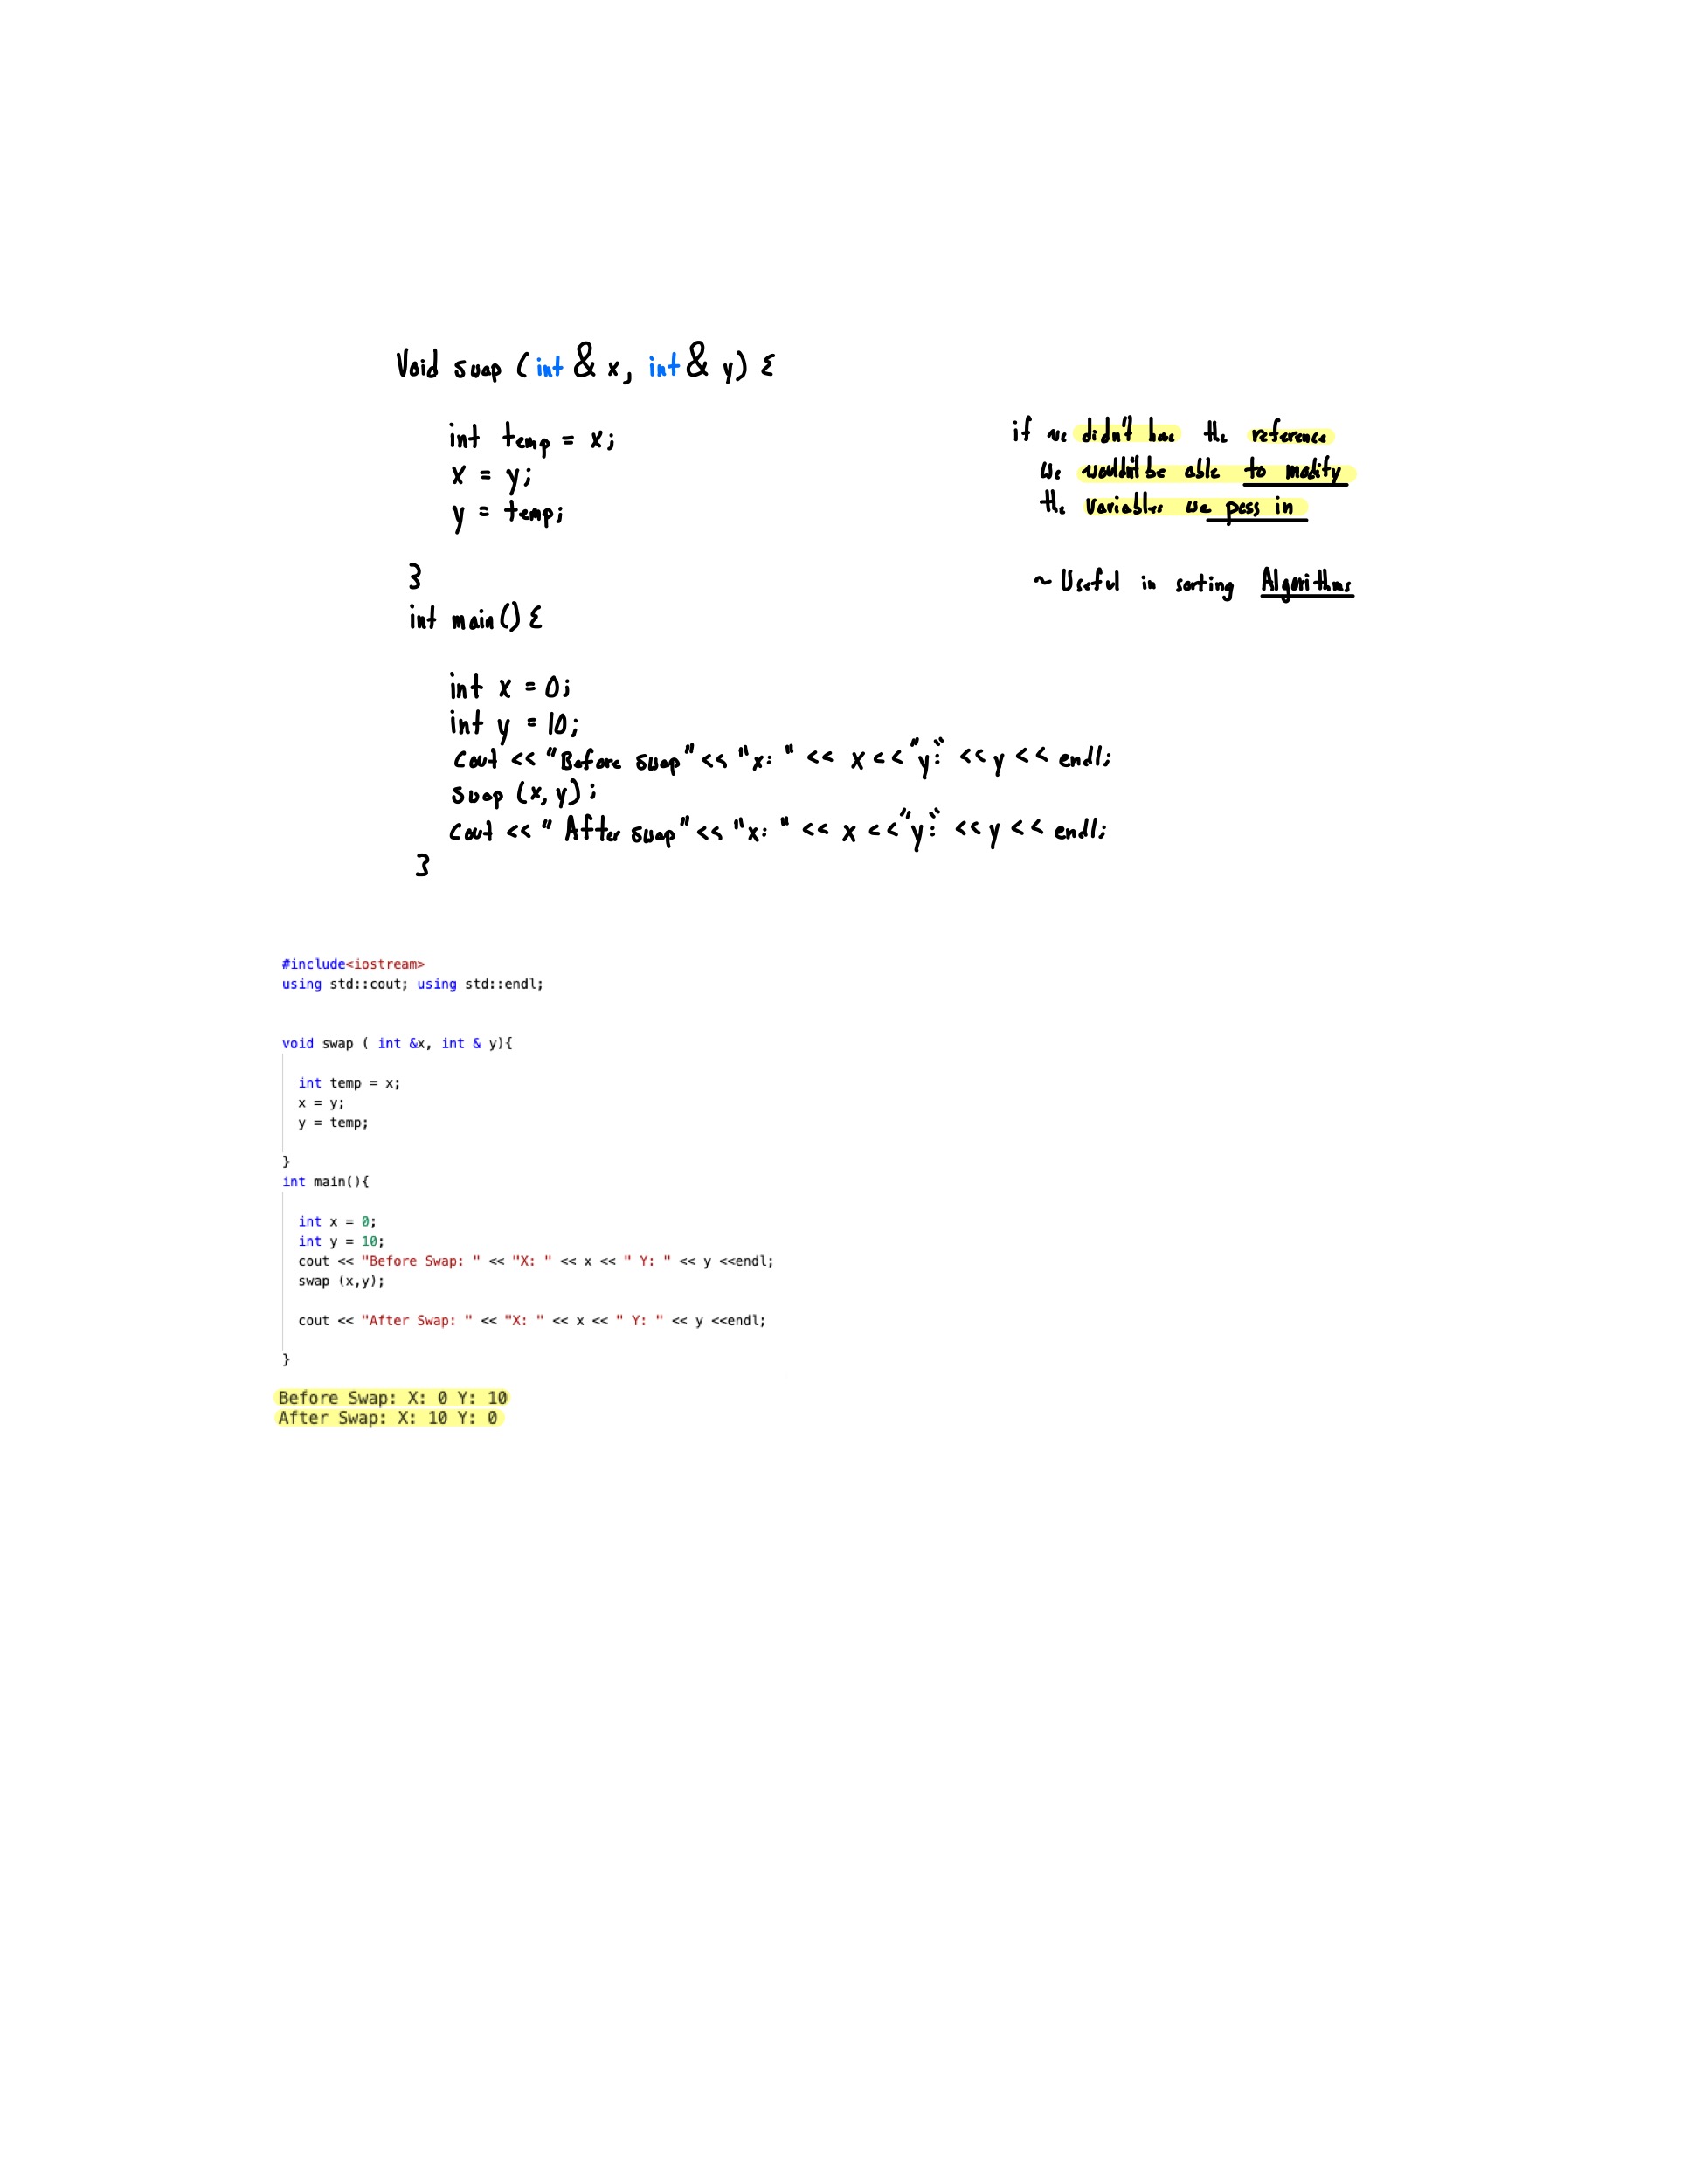 Void swap (int & x, int & y) {
int temp = x;
x = y;
y = temp;
}
int main() {
int x = 0;
int y = 10;
cout << "Before swap" << "x: " << x << "y:" << y << endl;
swap (x, y);
cout << " After swap" << "x: " << x << "y:" << y << endl;
}
if we didn't have the reference
we wouldn't be able to modify
the variables we pass in
~ Useful in sorting Algorithms
#include<iostream>
using std::cout; using std::endl;
void swap ( int &x, int & y){
int temp = x;
x = y;
y = temp;
}
int main(){
int x = 0;
int y = 10;
cout << "Before Swap: " << "X: " << x << " Y: " << y <<endl;
swap (x,y);
cout << "After Swap: " << "X: " << x << " Y: " << y <<endl;
}
Before Swap: X: 0 Y: 10
After Swap: X: 10 Y: 0